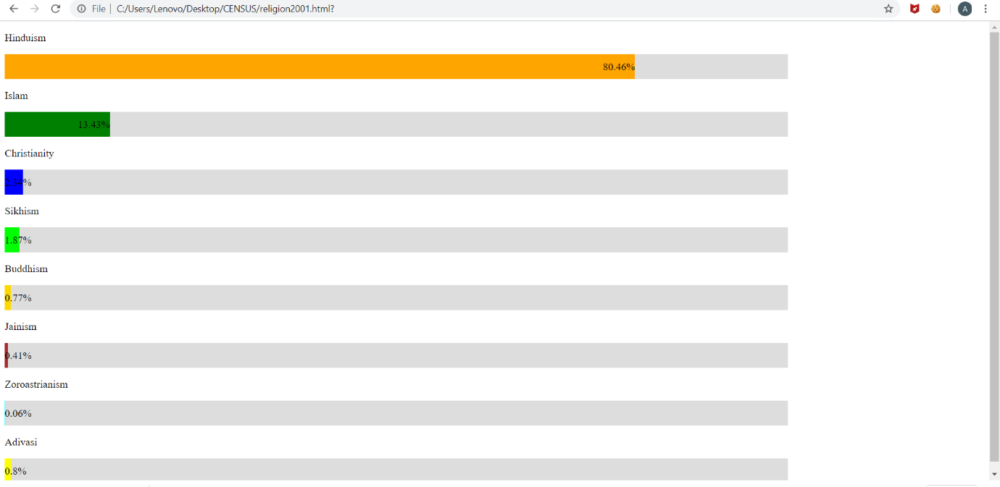 File | C:/Users/Lenovo/Desktop/CENSUS/religion2001.html?
A
Hinduism
80.46%
Islam
13.43%
Christianity
2.34%
Sikhism
1.87%
Buddhism
0.77%
Jainism
0.41%
Zoroastrianism
0.06%
Adivasi
0.8%